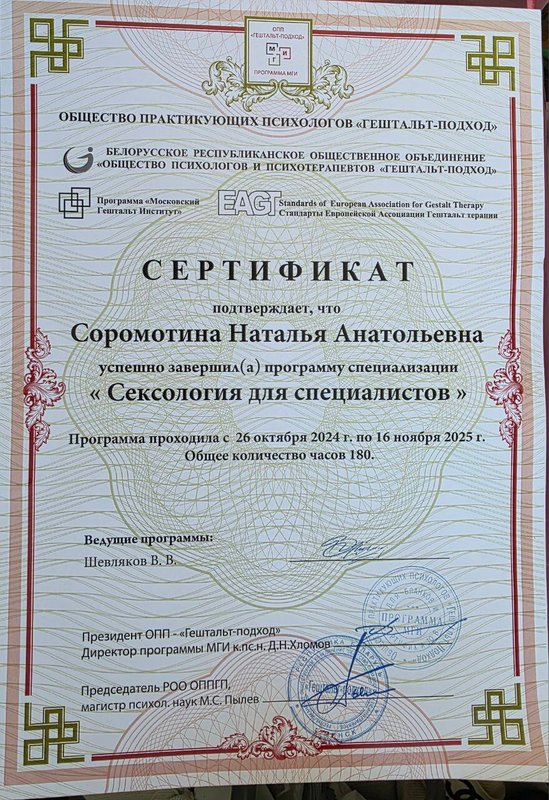 ОПП
«ГЕШТАЛЬТ-ПОДХОД»
М И
Г
ПРОГРАММА МГИ
ОБЩЕСТВО ПРАКТИКУЮЩИХ ПСИХОЛОГОВ «ГЕШТАЛЬТ-ПОДХОД»
БЕЛОРУССКОЕ РЕСПУБЛИКАНСКОЕ ОБЩЕСТВЕННОЕ ОБЪЕДИНЕНИЕ
«ОБЩЕСТВО ПСИХОЛОГОВ И ПСИХОТЕРАПЕВТОВ «ГЕШТАЛЬТ-ПОДХОД»
Программа «Московский
Гештальт Институт»
EAGT Standards of European Association for Gestalt Therapy
Стандарты Европейской Ассоциации Гештальт терапии
СЕРТИФИКАТ
подтверждает, что
Соромотина Наталья Анатольевна
успешно завершил(а) программу специализации
« Сексология для специалистов »
Программа проходила с 26 октября 2024 г. по 16 ноября 2025 г.
Общее количество часов 180.
Ведущие программы:
Шевляков В. В.
Президент ОПП - «Гештальт-подход»
Директор программы МГИ к.пс.н. Д.Н.Хломов
Председатель РОО ОППГП,
магистр психол. наук М.С. Пылев
ПРОГРАММА
МГИ